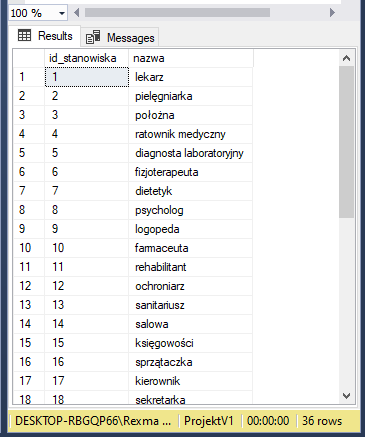 100 %
Results Messages
id_stanowiska nazwa
1 1 lekarz
2 2 pielęgniarka
3 3 położna
4 4 ratownik medyczny
5 5 diagnosta laboratoryjny
6 6 fizjoterapeuta
7 7 dietetyk
8 8 psycholog
9 9 logopeda
10 10 farmaceuta
11 11 rehabilitant
12 12 ochroniarz
13 13 sanitariusz
14 14 salowa
15 15 księgowości
16 16 sprzątaczka
17 17 kierownik
18 18 sekretarka
DESKTOP-RBGQP66\Rexma ... ProjektV1 00:00:00 36 rows